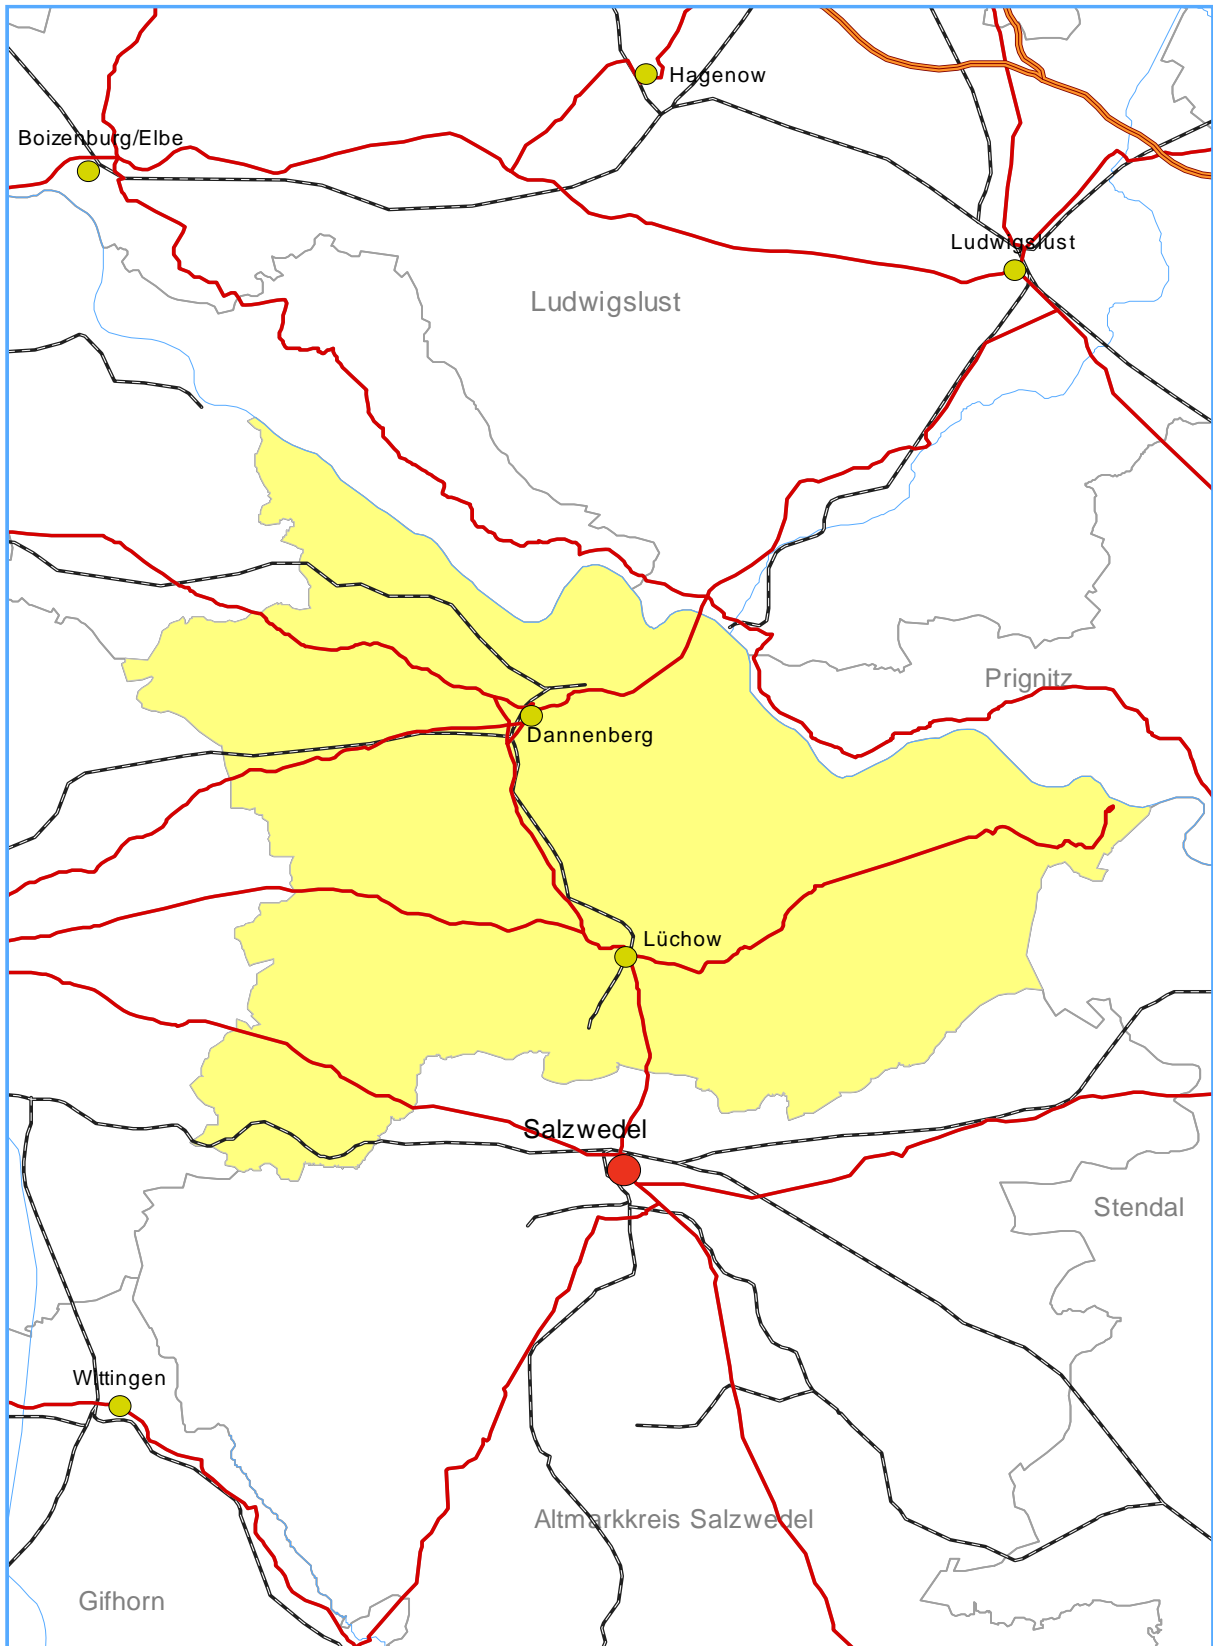 Hagenow
Boizenburg/Elbe
Ludwigslust
Ludwigslust
Prignitz
Dannenberg
Lüchow
Salzwedel
Stendal
Wittingen
Altmarkkreis Salzwedel
Gifhorn